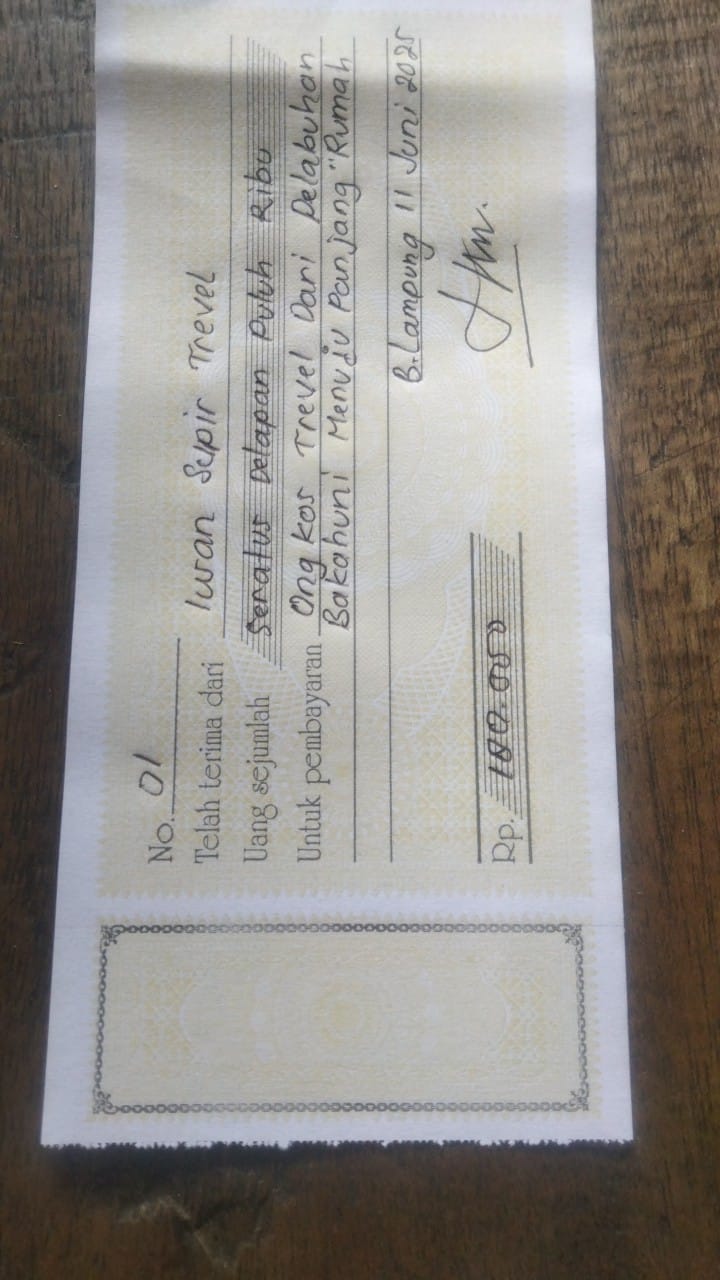 No. 01
Telah terima dari Iwan Supir Trevel
Uang sejumlah Seratus Delapan Puluh Ribu
Untuk pembayaran Ongkos Trevel Dari Pelabuhan
Bakahuni Menuju Panjang "Rumah
B.Lampung 11 Juni 2025
Rp. 180.000